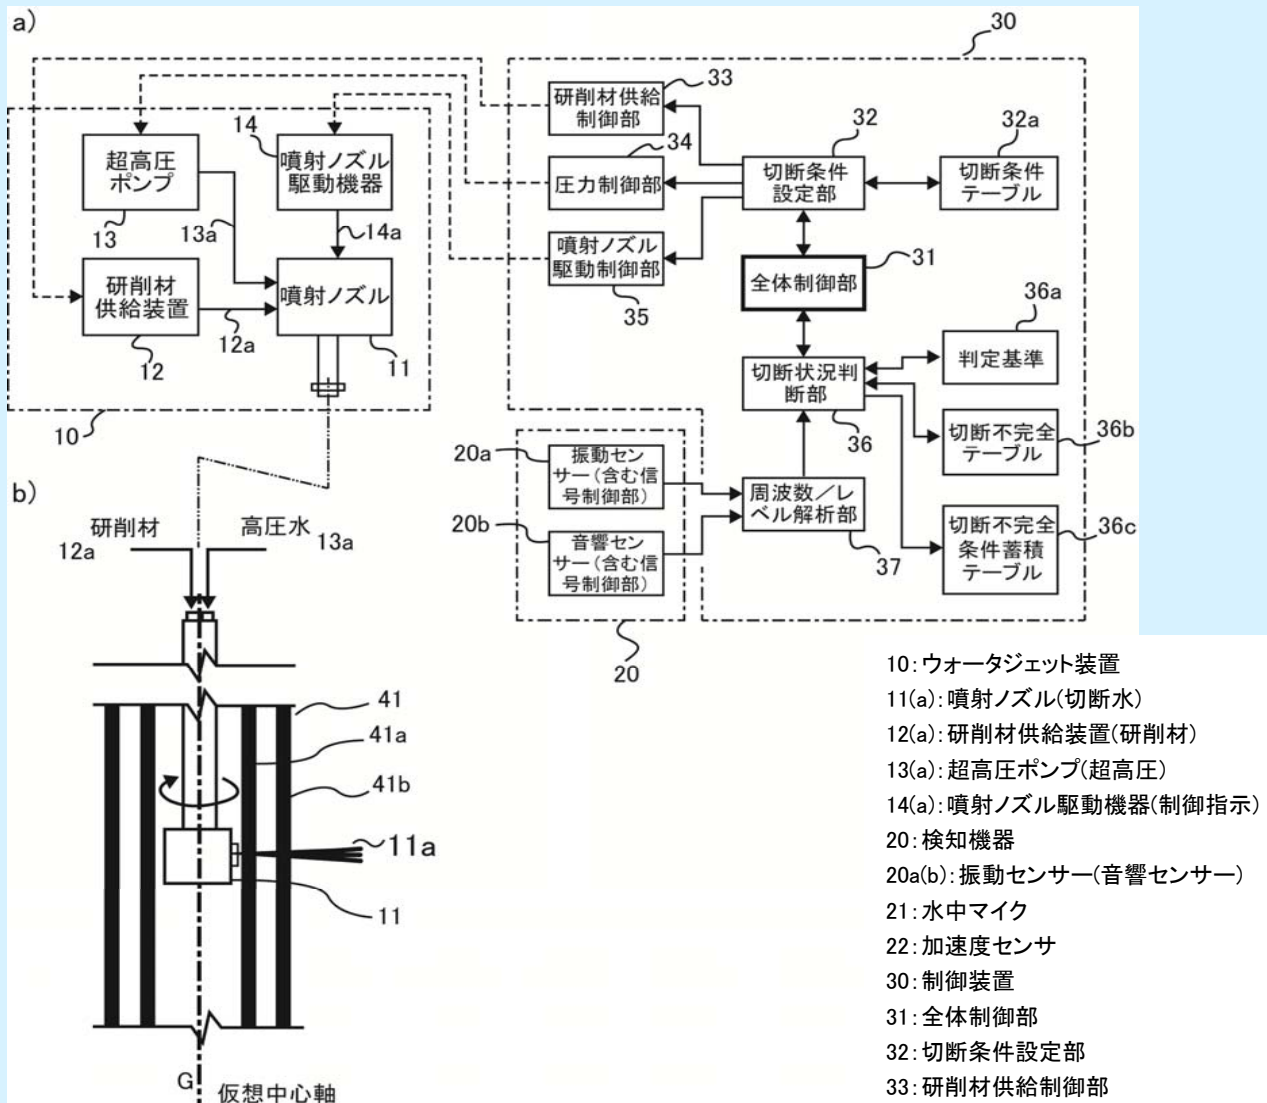 a)
30
33
研削材供給
制御部
32
32a
14
超高圧
ポンプ
噴射ノズル
駆動機器
34
圧力制御部
切断条件
設定部
切断条件
テーブル
13
13a
14a
噴射ノズル
駆動制御部
35
31
全体制御部
研削材
供給装置
噴射ノズル
12
12a
11
36a
判定基準
切断状況判
断部
36
10
切断不完全
テーブル
36b
20a
振動セン
サー(含む信
号制御部)
周波数/レ
ベル解析部
37
20b
音響セン
サー(含む信
号制御部)
切断不完全
条件蓄積
テーブル
36c
20
b)
研削材
12a
高圧水
13a
41
41a
41b
11a
11
G
仮想中心軸
10:ウォータジェット装置
11(a):噴射ノズル(切断水)
12(a):研削材供給装置(研削材)
13(a):超高圧ポンプ(超高圧)
14(a):噴射ノズル駆動機器(制御指示)
20:検知機器
20a(b):振動センサー(音響センサー)
21:水中マイク
22:加速度センサ
30:制御装置
31:全体制御部
32:切断条件設定部
33:研削材供給制御部